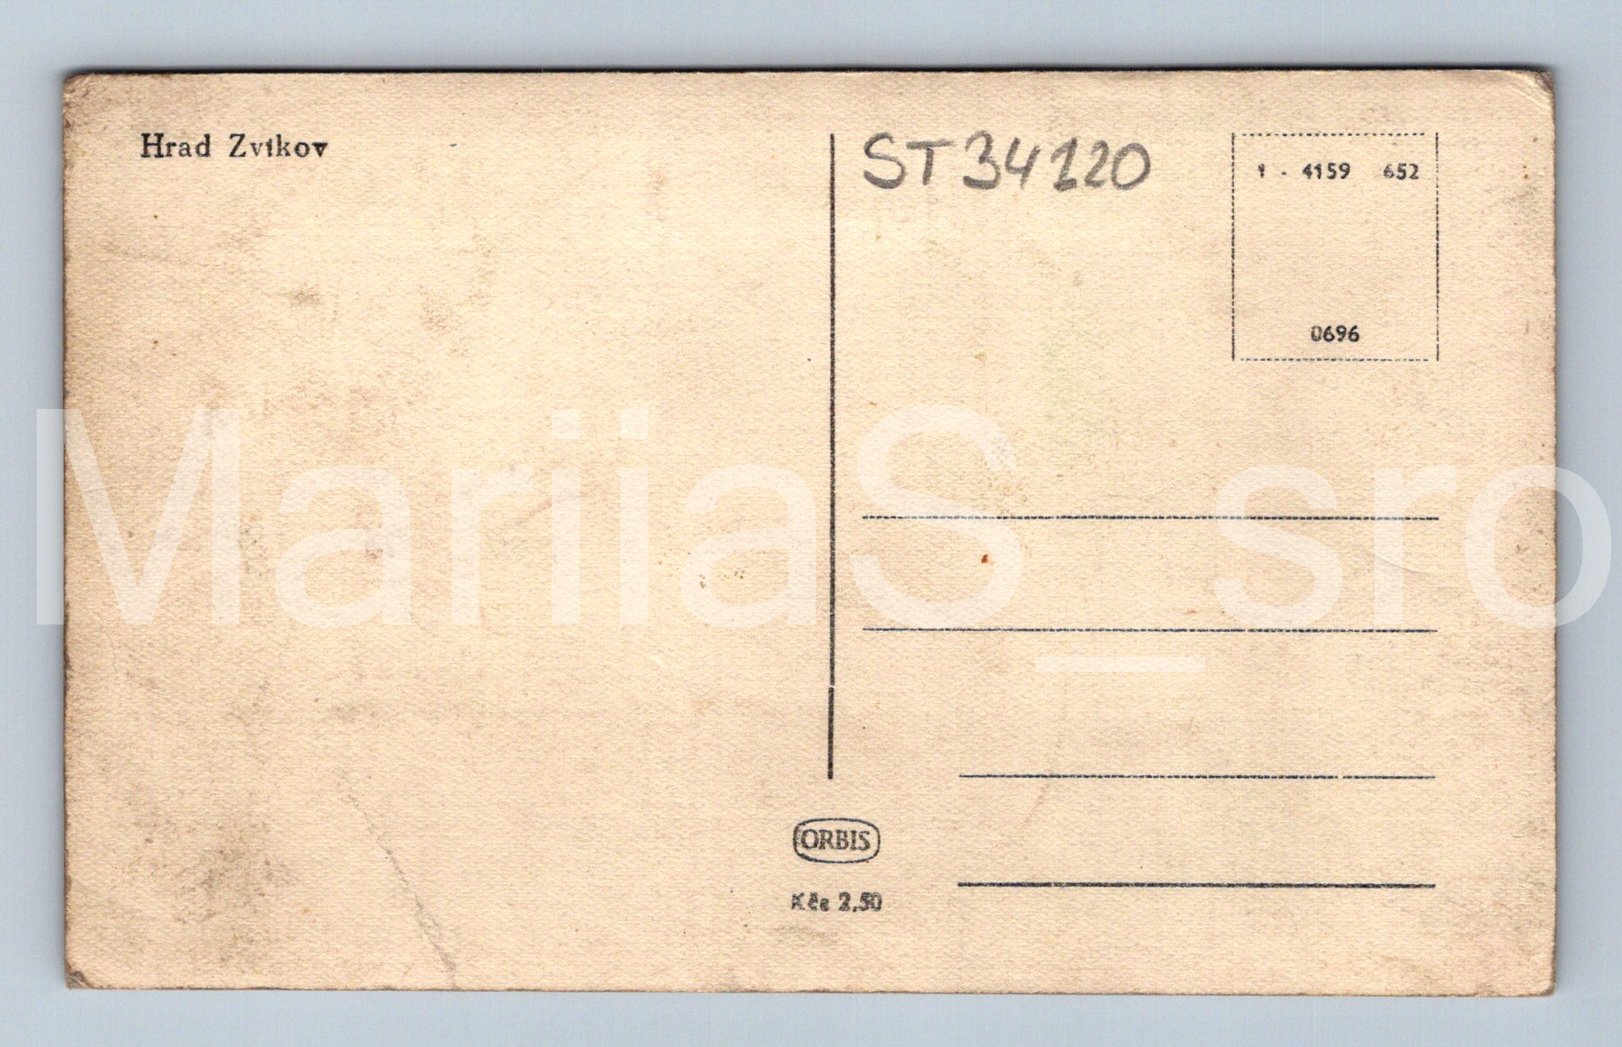 Hrad Zvíkov
ST34120
1 - 4159 652
0696
MariiaS_sro
ORBIS
Kčs 2,50